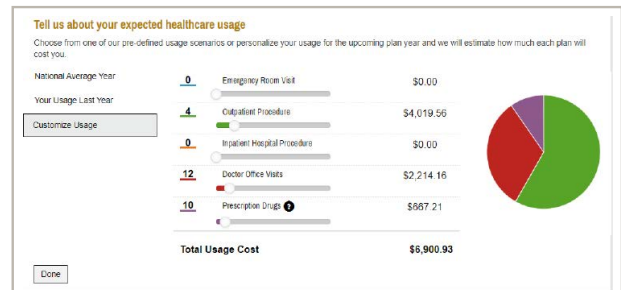 Tell us about your expected healthcare usage
Choose from one of our pre-defined usage scenarios or personalize your usage for the upcoming plan year and we will estimate how much each plan will
cost you.
National Average Year
Your Usage Last Year
Customize Usage
0 Emergency Room Visit $0.00
4 Outpatient Procedure $4,019.56
0 Inpatient Hospital Procedure $0.00
12 Doctor Office Visits $2,214.16
10 Prescription Drugs ? $667.21
Total Usage Cost $6,900.93
Done